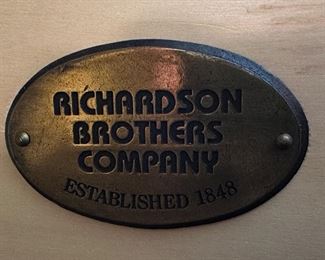 RICHARDSON
BROTHERS
COMPANY
ESTABLISHED 1848